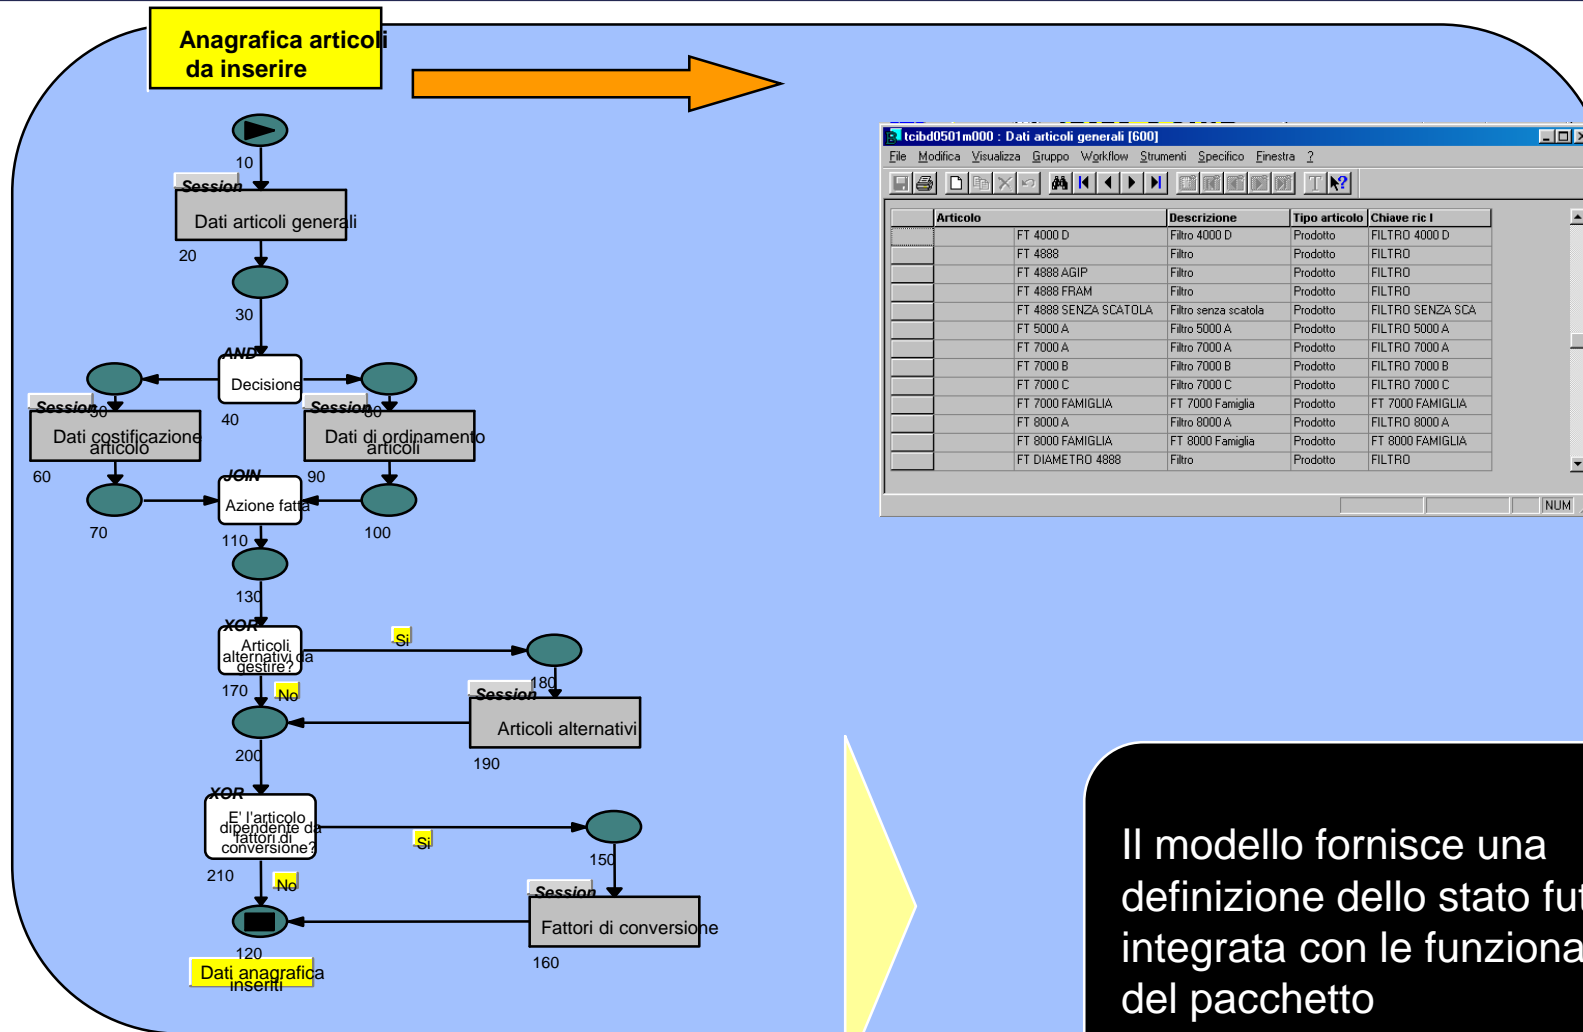 Anagrafica articoli
da inserire
10
Session
Dati articoli generali
20
30
AND
Decisione
40
50
Session
Dati costificazione
articolo
60
80
Session
Dati di ordinamento
articoli
90
70
JOIN
Azione fatta
110
100
130
XOR
Articoli
alternativi da
gestire?
170
Si
No
180
Session
Articoli alternativi
190
200
XOR
E' l'articolo
dipendente da
fattori di
conversione?
210
Si
No
150
Session
Fattori di conversione
160
120
Dati anagrafica
inseriti
tcibd0501m000 : Dati articoli generali [600]
File Modifica Visualizza Gruppo Workflow Strumenti Specifico Finestra ?
Articolo Descrizione Tipo articolo Chiave ric I
FT 4000 D Filtro 4000 D Prodotto FILTRO 4000 D
FT 4888 Filtro Prodotto FILTRO
FT 4888 AGIP Filtro Prodotto FILTRO
FT 4888 FRAM Filtro Prodotto FILTRO
FT 4888 SENZA SCATOLA Filtro senza scatola Prodotto FILTRO SENZA SCA
FT 5000 A Filtro 5000 A Prodotto FILTRO 5000 A
FT 7000 A Filtro 7000 A Prodotto FILTRO 7000 A
FT 7000 B Filtro 7000 B Prodotto FILTRO 7000 B
FT 7000 C Filtro 7000 C Prodotto FILTRO 7000 C
FT 7000 FAMIGLIA FT 7000 Famiglia Prodotto FT 7000 FAMIGLIA
FT 8000 A Filtro 8000 A Prodotto FILTRO 8000 A
FT 8000 FAMIGLIA FT 8000 Famiglia Prodotto FT 8000 FAMIGLIA
FT DIAMETRO 4888 Filtro Prodotto FILTRO
NUM
Il modello fornisce una
definizione dello stato fut
integrata con le funziona
del pacchetto